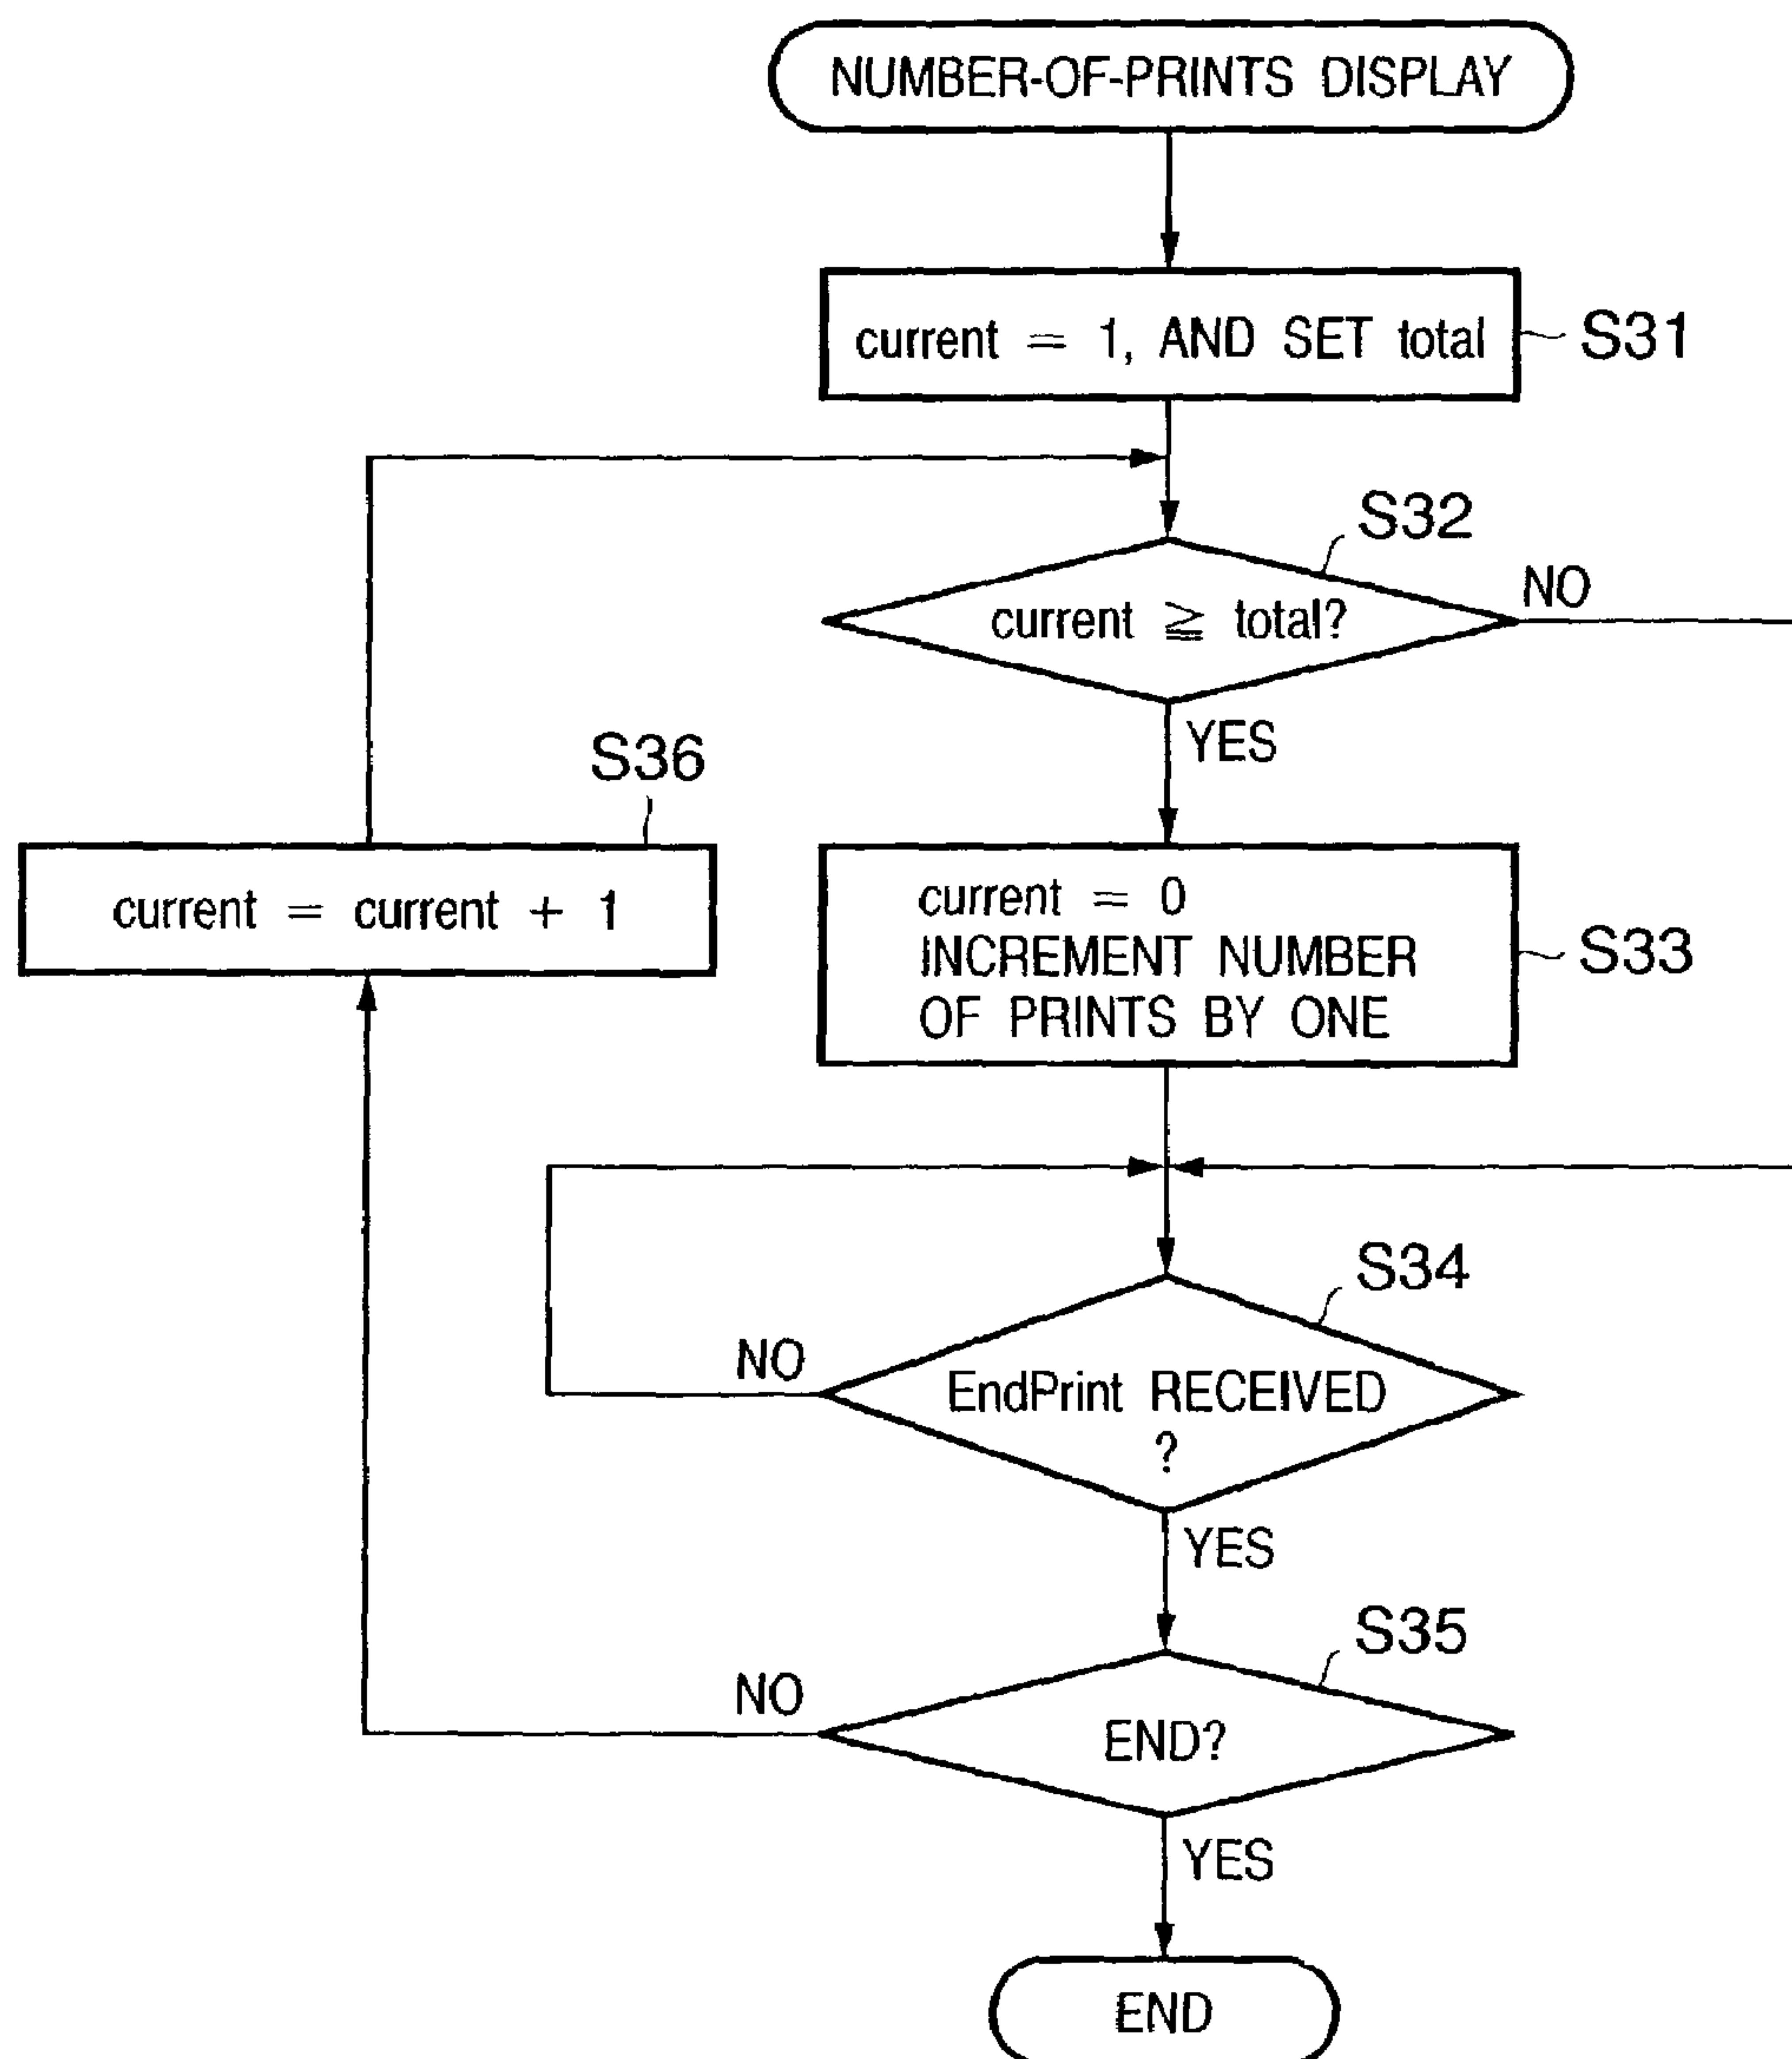 NUMBER-OF-PRINTS DISPLAY
current = 1, AND SET total
S31
S32
current ≧ total?
NO
YES
S36
current = current + 1
current = 0
INCREMENT NUMBER
OF PRINTS BY ONE
S33
S34
NO
EndPrint RECEIVED
?
YES
S35
NO
END?
YES
END